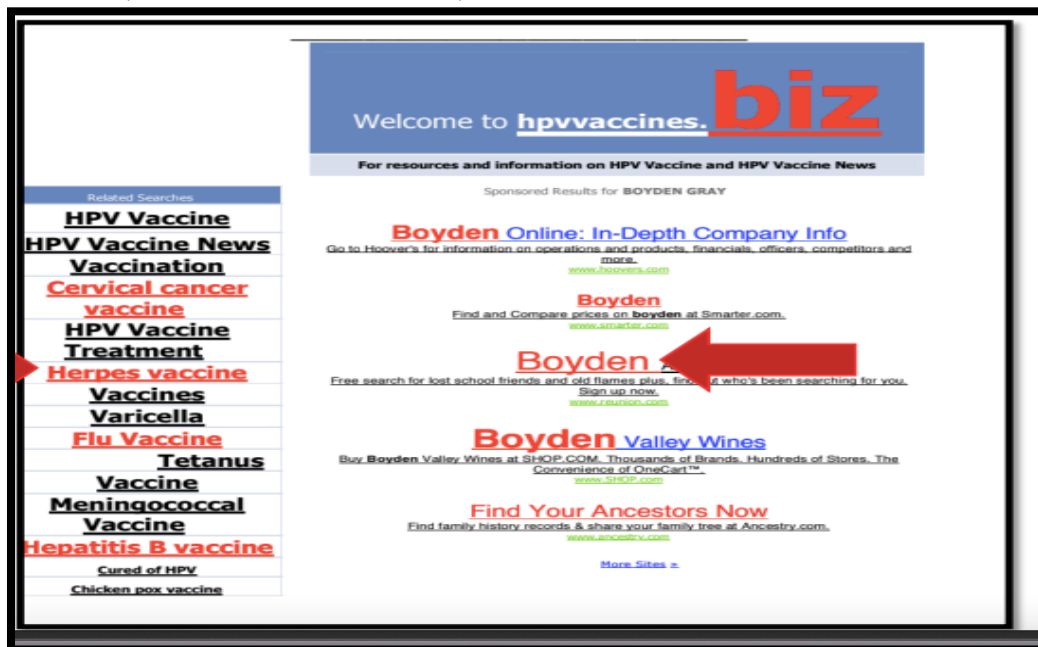 Welcome to hpvvaccines.biz
For resources and information on HPV Vaccine and HPV Vaccine News
Related Searches
HPV Vaccine
HPV Vaccine News
Vaccination
Cervical cancer
vaccine
HPV Vaccine
Treatment
Herpes vaccine
Vaccines
Varicella
Flu Vaccine
Tetanus
Vaccine
Meningococcal
Vaccine
Hepatitis B vaccine
Cured of HPV
Chicken pox vaccine
Sponsored Results for BOYDEN GRAY
Boyden Online: In-Depth Company Info
Go to Hoover's for information on operations and products, financials, officers, competitors and
more.
www.hoovers.com
Boyden
Find and Compare prices on boyden at Smarter.com.
www.smarter.com
Boyden
Free search for lost school friends and old flames plus, find out who's been searching for you.
Sign up now.
www.reunion.com
Boyden Valley Wines
Buy Boyden Valley Wines at SHOP.COM. Thousands of Brands. Hundreds of Stores. The
Convenience of OneCart™.
www.SHOP.com
Find Your Ancestors Now
Find family history records & share your family tree at Ancestry.com.
www.ancestry.com
More Sites »